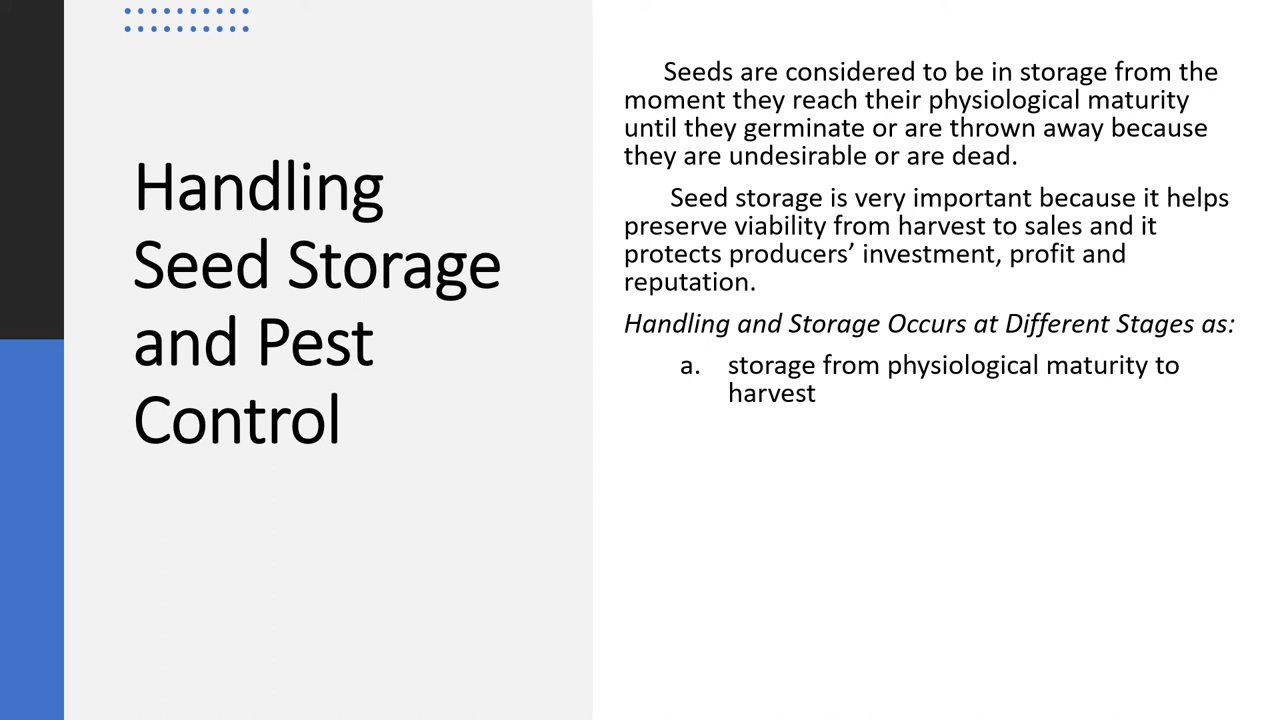 Handling
Seed Storage
and Pest
Control
Seeds are considered to be in storage from the
moment they reach their physiological maturity
until they germinate or are thrown away because
they are undesirable or are dead.
Seed storage is very important because it helps
preserve viability from harvest to sales and it
protects producers’ investment, profit and
reputation.
Handling and Storage Occurs at Different Stages as:
a. storage from physiological maturity to
harvest